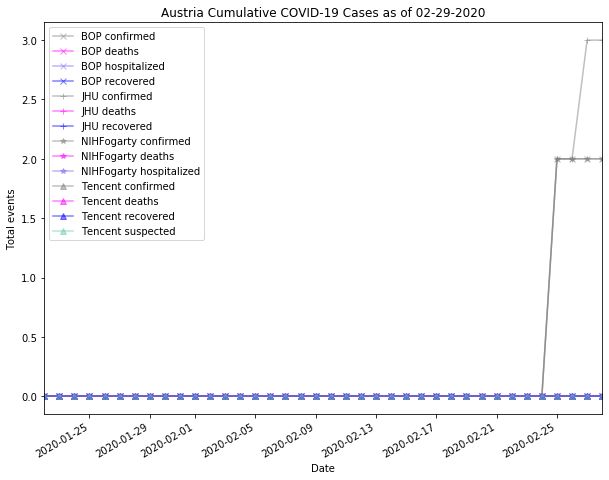 Austria Cumulative COVID-19 Cases as of 02-29-2020
BOP confirmed
BOP deaths
BOP hospitalized
BOP recovered
JHU confirmed
JHU deaths
JHU recovered
NIHFogarty confirmed
NIHFogarty deaths
NIHFogarty hospitalized
Tencent confirmed
Tencent deaths
Tencent recovered
Tencent suspected
Total events
3.0
2.5
2.0
1.5
1.0
0.5
0.0
2020-01-25
2020-01-29
2020-02-01
2020-02-05
2020-02-09
2020-02-13
2020-02-17
2020-02-21
2020-02-25
Date